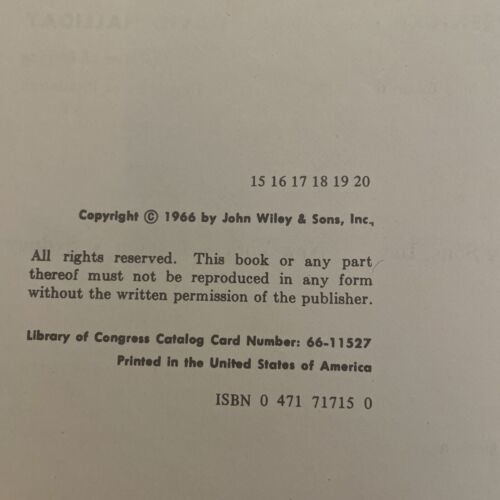 15 16 17 18 19 20
Copyright © 1966 by John Wiley & Sons, Inc.,
All rights reserved. This book or any part
thereof must not be reproduced in any form
without the written permission of the publisher.
Library of Congress Catalog Card Number: 66-11527
Printed in the United States of America
ISBN 0 471 71715 0